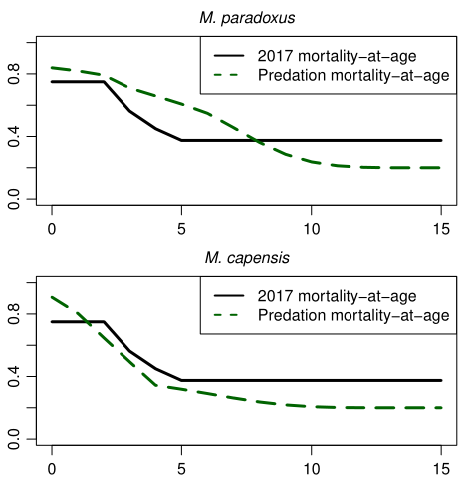 M. paradoxus
2017 mortality−at−age
Predation mortality−at−age
0.8
0.4
0.0
0 5 10 15
M. capensis
2017 mortality−at−age
Predation mortality−at−age
0.8
0.4
0.0
0 5 10 15